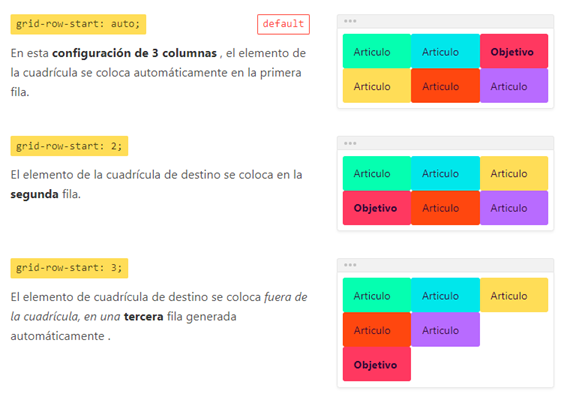 grid-row-start: auto; default
En esta configuración de 3 columnas , el elemento de
la cuadrícula se coloca automáticamente en la primera
fila.
Articulo Articulo Objetivo
Articulo Articulo Articulo
grid-row-start: 2;
El elemento de la cuadrícula de destino se coloca en la
segunda fila.
Articulo Articulo Articulo
Objetivo Articulo Articulo
grid-row-start: 3;
El elemento de cuadrícula de destino se coloca fuera de
la cuadrícula, en una tercera fila generada
automáticamente .
Articulo Articulo Articulo
Articulo Articulo
Objetivo